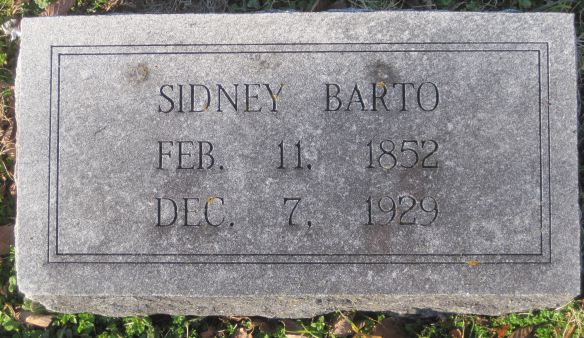 SIDNEY BARTO
FEB. 11, 1852
DEC. 7, 1929